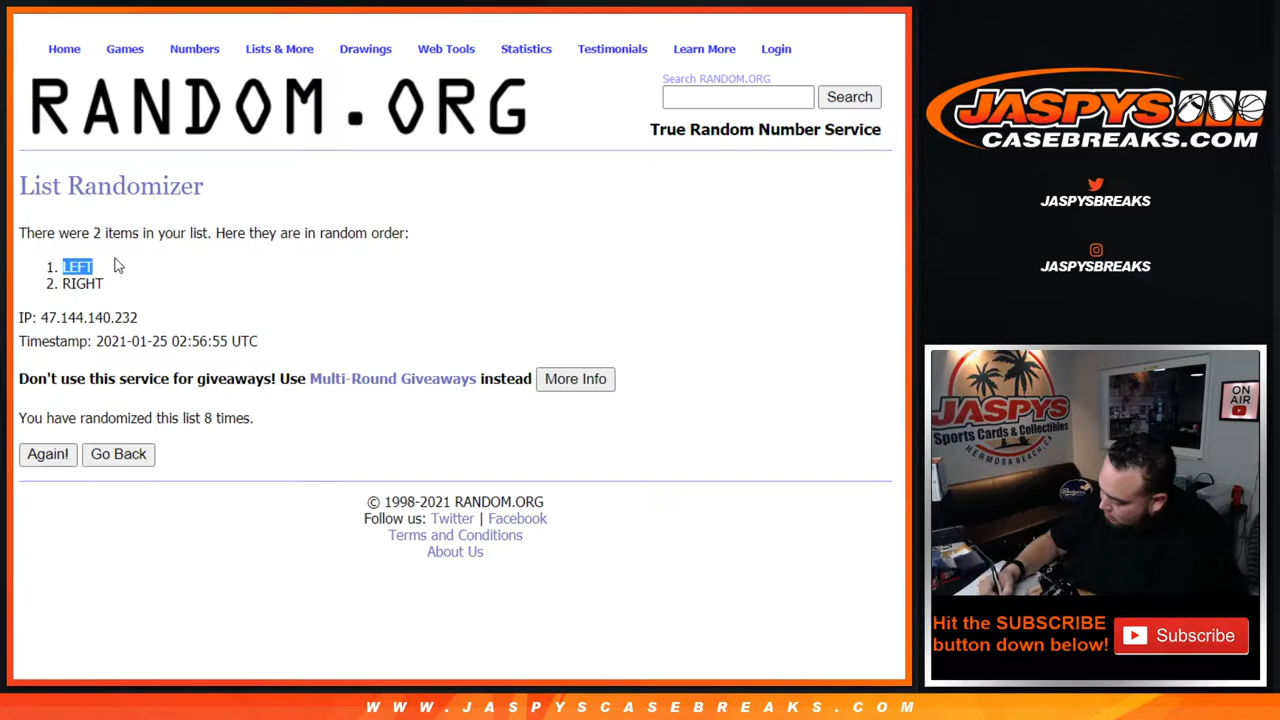 Home Games Numbers Lists & More Drawings Web Tools Statistics Testimonials Learn More Login
RANDOM.ORG
Search RANDOM.ORG
Search
True Random Number Service
List Randomizer
There were 2 items in your list. Here they are in random order:
1. LEFT
2. RIGHT
IP: 47.144.140.232
Timestamp: 2021-01-25 02:56:55 UTC
Don't use this service for giveaways! Use Multi-Round Giveaways instead More Info
You have randomized this list 8 times.
Again! Go Back
© 1998-2021 RANDOM.ORG
Follow us: Twitter | Facebook
Terms and Conditions
About Us
JASPYS
CASEBREAKS.COM
JASPYSBREAKS
JASPYSBREAKS
JASPYS
Sports Cards & Collectibles
HERMOSA BEACH, CA
ON
AIR
Dodgers
Hit the SUBSCRIBE
button down below!
Subscribe
WWW.JASPYSCASEBREAKS.COM